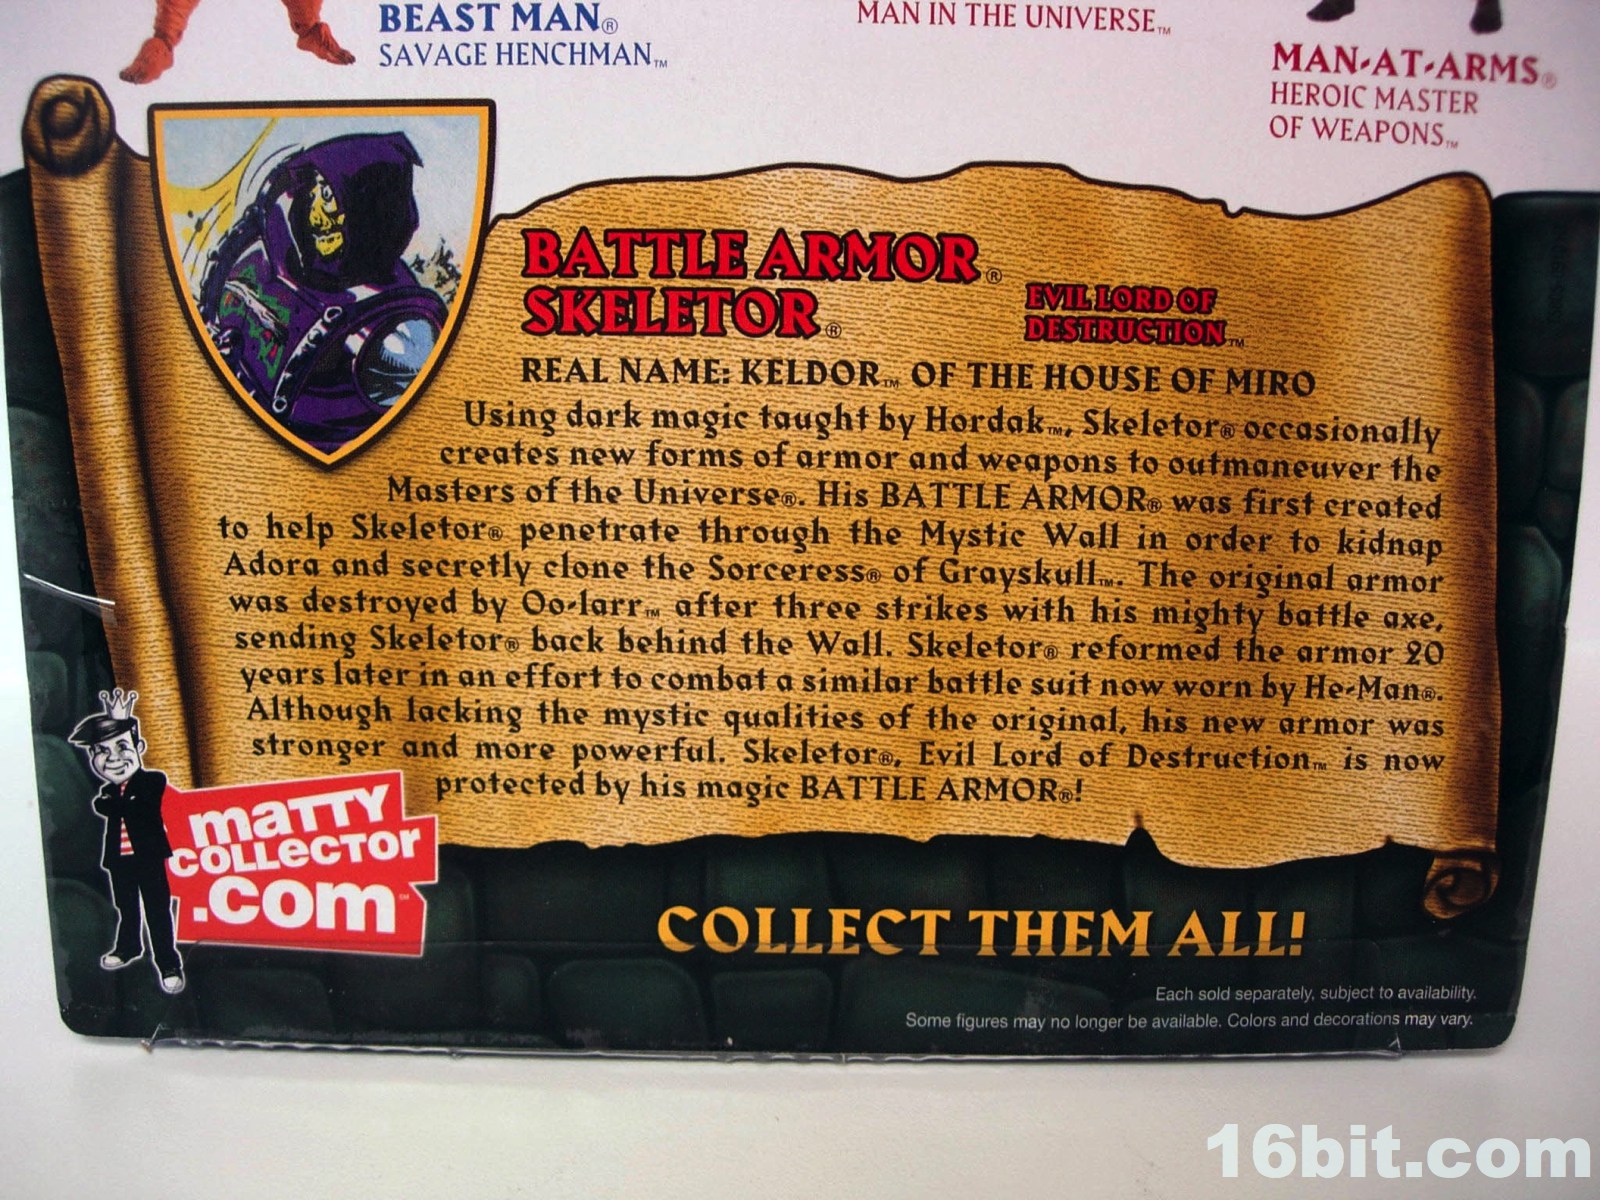 BEAST MAN®
SAVAGE HENCHMAN™
MAN IN THE UNIVERSE™
MAN-AT-ARMS®
HEROIC MASTER
OF WEAPONS™
BATTLE ARMOR®
SKELETOR®
EVIL LORD OF
DESTRUCTION™
REAL NAME: KELDOR™ OF THE HOUSE OF MIRO
Using dark magic taught by Hordak™, Skeletor® occasionally
creates new forms of armor and weapons to outmaneuver the
Masters of the Universe®. His BATTLE ARMOR® was first created
to help Skeletor® penetrate through the Mystic Wall in order to kidnap
Adora and secretly clone the Sorceress® of Grayskull™. The original armor
was destroyed by Oo-larr™ after three strikes with his mighty battle axe,
sending Skeletor® back behind the Wall. Skeletor® reformed the armor 20
years later in an effort to combat a similar battle suit now worn by He-Man®.
Although lacking the mystic qualities of the original, his new armor was
stronger and more powerful. Skeletor®, Evil Lord of Destruction™ is now
protected by his magic BATTLE ARMOR®!
maTTY
COLLecTOR
.com™
COLLECT THEM ALL!
Each sold separately, subject to availability.
Some figures may no longer be available. Colors and decorations may vary.
16bit.com